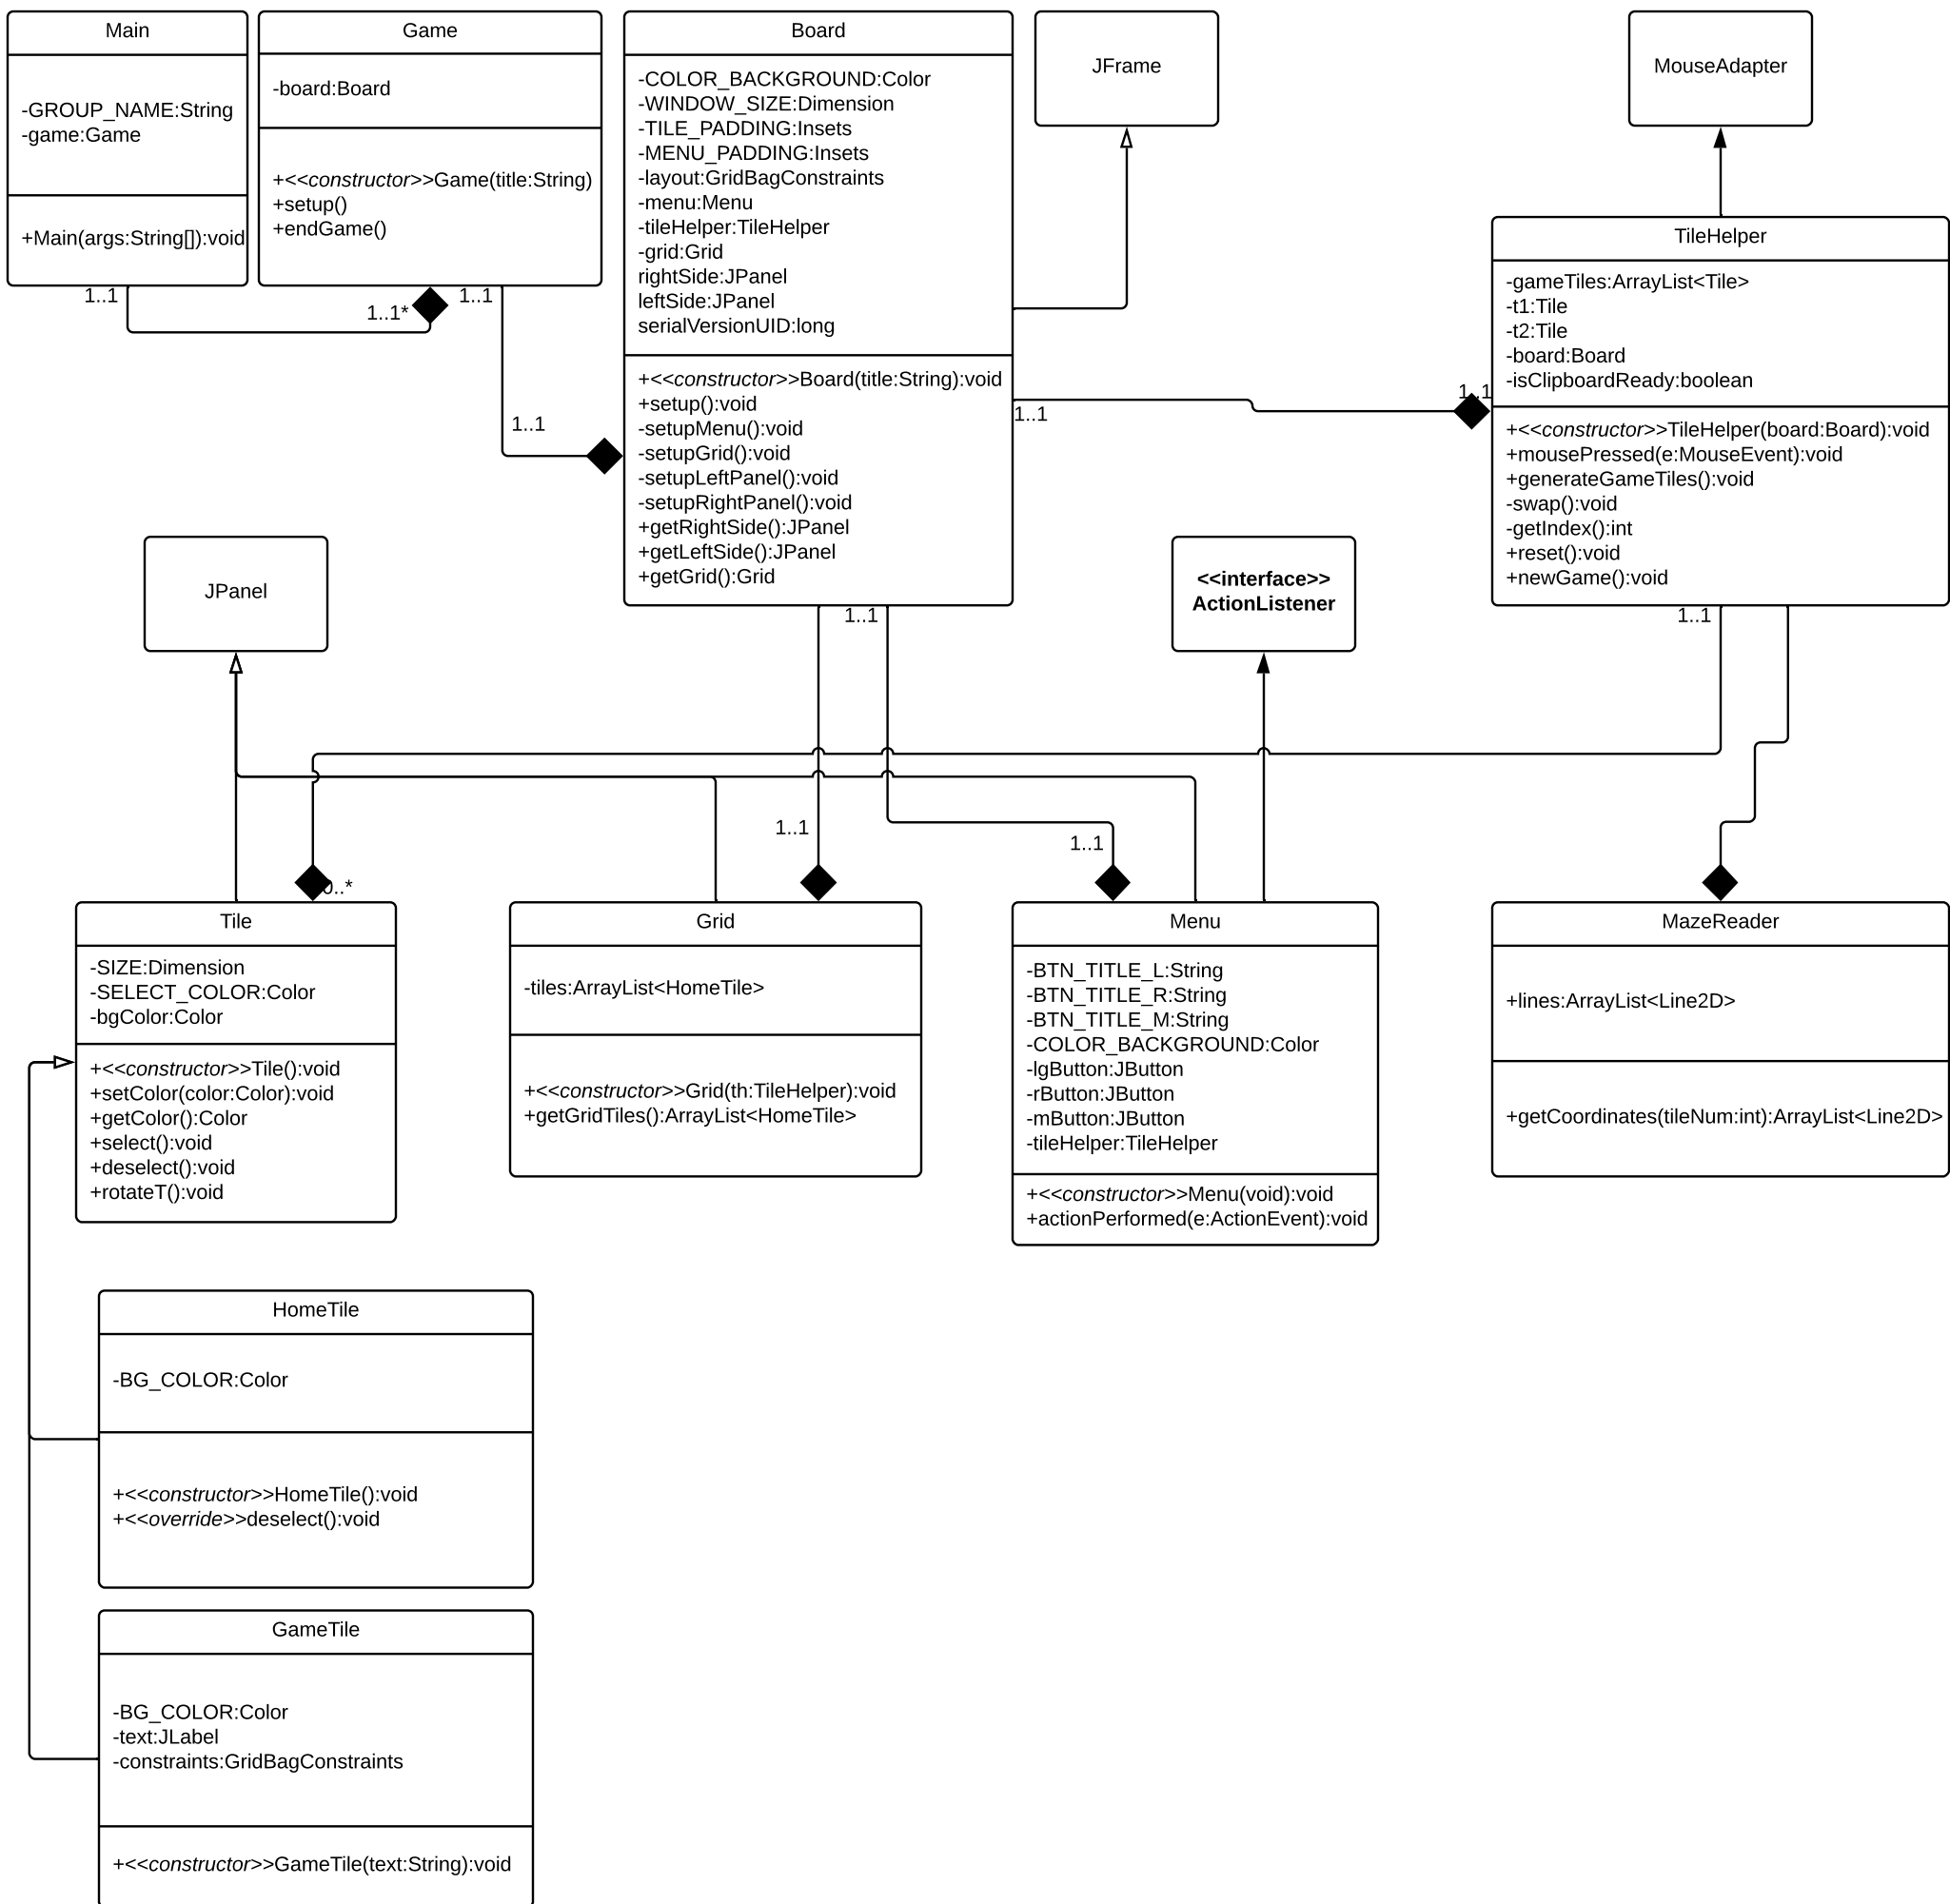 Main
-GROUP_NAME:String
-game:Game
+Main(args:String[]):void
Game
-board:Board
+<<constructor>>Game(title:String)
+setup()
+endGame()
1..1
1..1*
1..1
1..1
Board
-COLOR_BACKGROUND:Color
-WINDOW_SIZE:Dimension
-TILE_PADDING:Insets
-MENU_PADDING:Insets
-layout:GridBagConstraints
-menu:Menu
-tileHelper:TileHelper
-grid:Grid
rightSide:JPanel
leftSide:JPanel
serialVersionUID:long
+<<constructor>>Board(title:String):void
+setup():void
-setupMenu():void
-setupGrid():void
-setupLeftPanel():void
-setupRightPanel():void
+getRightSide():JPanel
+getLeftSide():JPanel
+getGrid():Grid
JFrame
MouseAdapter
TileHelper
-gameTiles:ArrayList<Tile>
-t1:Tile
-t2:Tile
-board:Board
-isClipboardReady:boolean
+<<constructor>>TileHelper(board:Board):void
+mousePressed(e:MouseEvent):void
+generateGameTiles():void
-swap():void
-getIndex():int
+reset():void
+newGame():void
1..1
1..1
JPanel
<<interface>>
ActionListener
1..1
1..1
1..1
1..1
0..*
Tile
-SIZE:Dimension
-SELECT_COLOR:Color
-bgColor:Color
+<<constructor>>Tile():void
+setColor(color:Color):void
+getColor():Color
+select():void
+deselect():void
+rotateT():void
Grid
-tiles:ArrayList<HomeTile>
+<<constructor>>Grid(th:TileHelper):void
+getGridTiles():ArrayList<HomeTile>
Menu
-BTN_TITLE_L:String
-BTN_TITLE_R:String
-BTN_TITLE_M:String
-COLOR_BACKGROUND:Color
-lgButton:JButton
-rButton:JButton
-mButton:JButton
-tileHelper:TileHelper
+<<constructor>>Menu(void):void
+actionPerformed(e:ActionEvent):void
MazeReader
+lines:ArrayList<Line2D>
+getCoordinates(tileNum:int):ArrayList<Line2D>
HomeTile
-BG_COLOR:Color
+<<constructor>>HomeTile():void
+<<override>>deselect():void
GameTile
-BG_COLOR:Color
-text:JLabel
-constraints:GridBagConstraints
+<<constructor>>GameTile(text:String):void